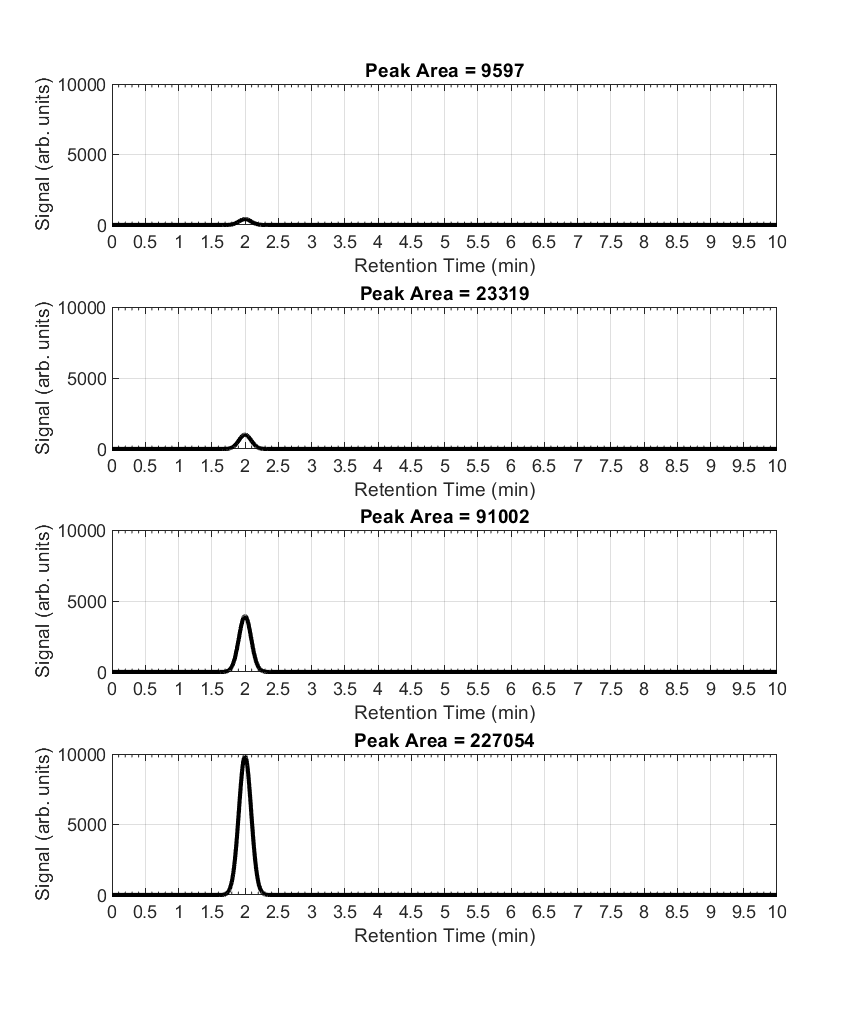 Peak Area = 9597
Signal (arb. units)
10000
5000
0
0 0.5 1 1.5 2 2.5 3 3.5 4 4.5 5 5.5 6 6.5 7 7.5 8 8.5 9 9.5 10
Retention Time (min)
Peak Area = 23319
Signal (arb. units)
10000
5000
0
0 0.5 1 1.5 2 2.5 3 3.5 4 4.5 5 5.5 6 6.5 7 7.5 8 8.5 9 9.5 10
Retention Time (min)
Peak Area = 91002
Signal (arb. units)
10000
5000
0
0 0.5 1 1.5 2 2.5 3 3.5 4 4.5 5 5.5 6 6.5 7 7.5 8 8.5 9 9.5 10
Retention Time (min)
Peak Area = 227054
Signal (arb. units)
10000
5000
0
0 0.5 1 1.5 2 2.5 3 3.5 4 4.5 5 5.5 6 6.5 7 7.5 8 8.5 9 9.5 10
Retention Time (min)